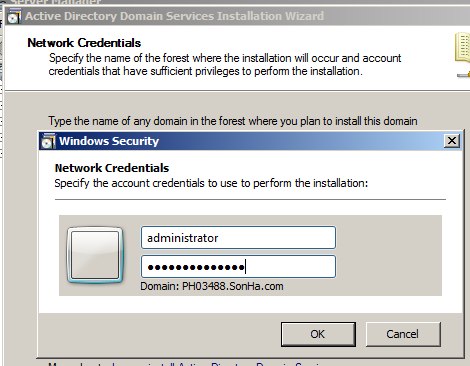 Server Manager
Active Directory Domain Services Installation Wizard
Network Credentials
Specify the name of the forest where the installation will occur and account
credentials that have sufficient privileges to perform the installation.
Type the name of any domain in the forest where you plan to install this domain
Windows Security
Network Credentials
Specify the account credentials to use to perform the installation:
administrator
●●●●●●●●●●●●●●
Domain: PH03488.SonHa.com
OK
Cancel